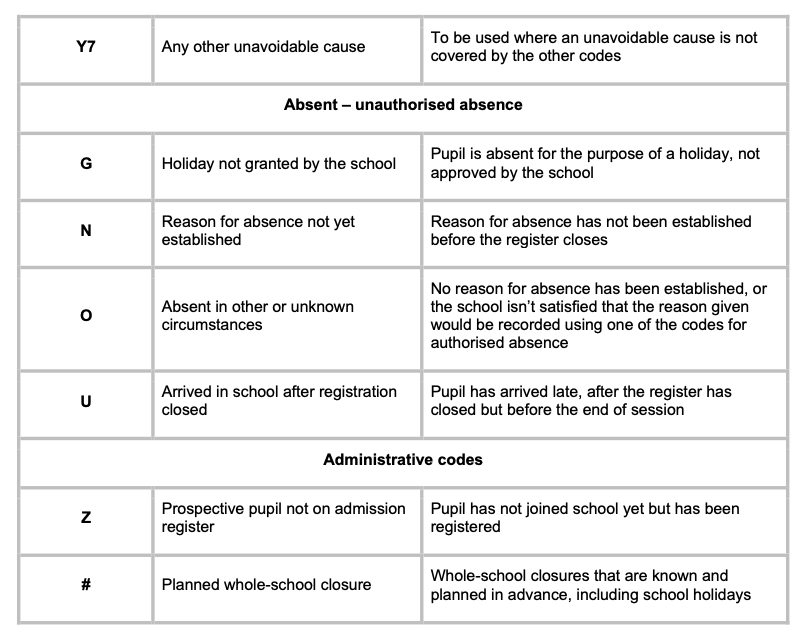 Y7
Any other unavoidable cause
To be used where an unavoidable cause is not
covered by the other codes
Absent – unauthorised absence
G
Holiday not granted by the school
Pupil is absent for the purpose of a holiday, not
approved by the school
N
Reason for absence not yet
established
Reason for absence has not been established
before the register closes
O
Absent in other or unknown
circumstances
No reason for absence has been established, or
the school isn’t satisfied that the reason given
would be recorded using one of the codes for
authorised absence
U
Arrived in school after registration
closed
Pupil has arrived late, after the register has
closed but before the end of session
Administrative codes
Z
Prospective pupil not on admission
register
Pupil has not joined school yet but has been
registered
#
Planned whole-school closure
Whole-school closures that are known and
planned in advance, including school holidays